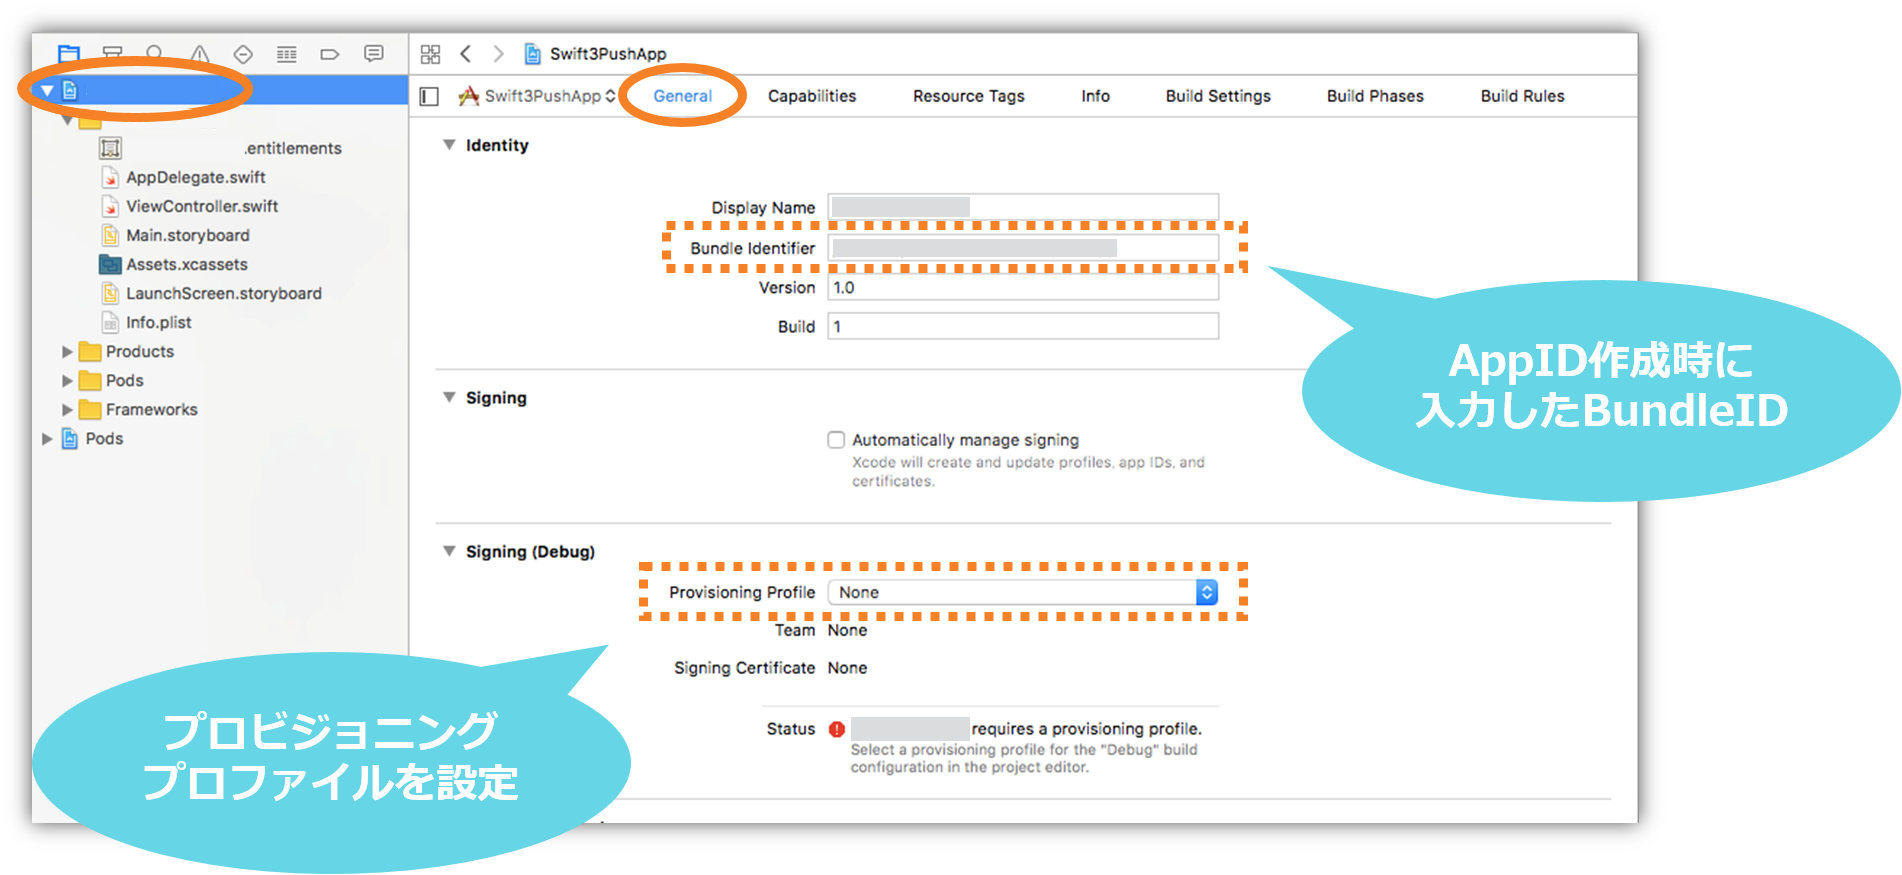 Swift3PushApp
Swift3PushApp
General
Capabilities
Resource Tags
Info
Build Settings
Build Phases
Build Rules
.entitlements
AppDelegate.swift
ViewController.swift
Main.storyboard
Assets.xcassets
LaunchScreen.storyboard
Info.plist
Products
Pods
Frameworks
Pods
Identity
Display Name
Bundle Identifier
Version 1.0
Build 1
AppID作成時に
入力したBundleID
Signing
Automatically manage signing
Xcode will create and update profiles, app IDs, and
certificates.
Signing (Debug)
Provisioning Profile None
Team None
Signing Certificate None
Status requires a provisioning profile.
Select a provisioning profile for the "Debug" build
configuration in the project editor.
プロビジョニング
プロファイルを設定